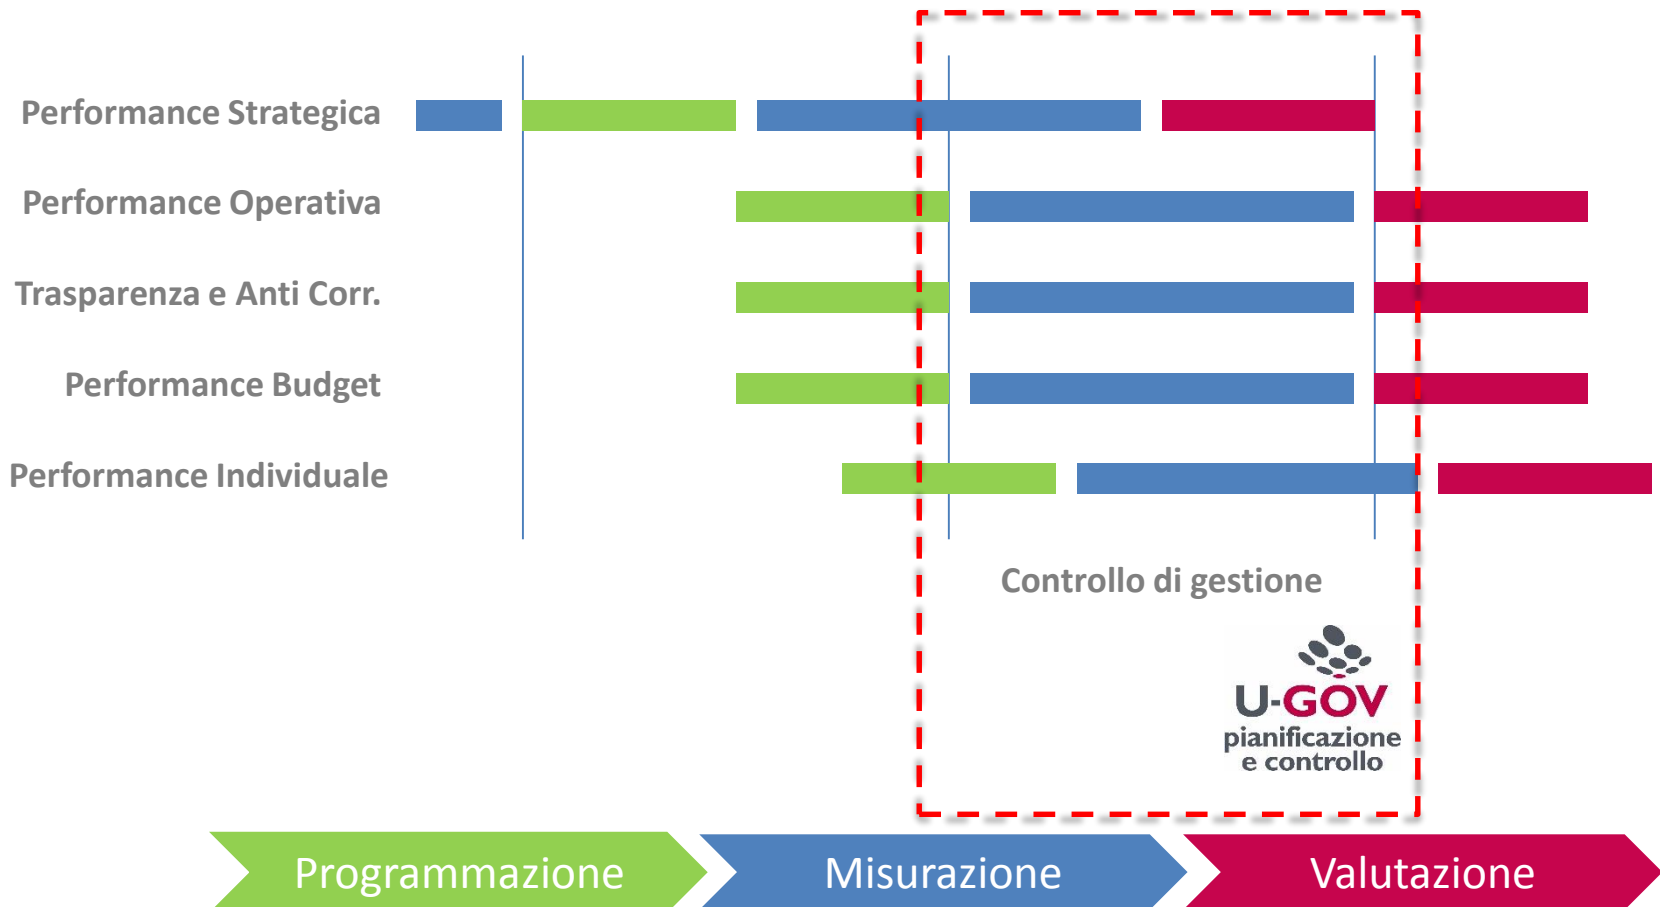 Performance Strategica
Performance Operativa
Trasparenza e Anti Corr.
Performance Budget
Performance Individuale
Controllo di gestione
U-GOV
pianificazione
e controllo
Programmazione
Misurazione
Valutazione